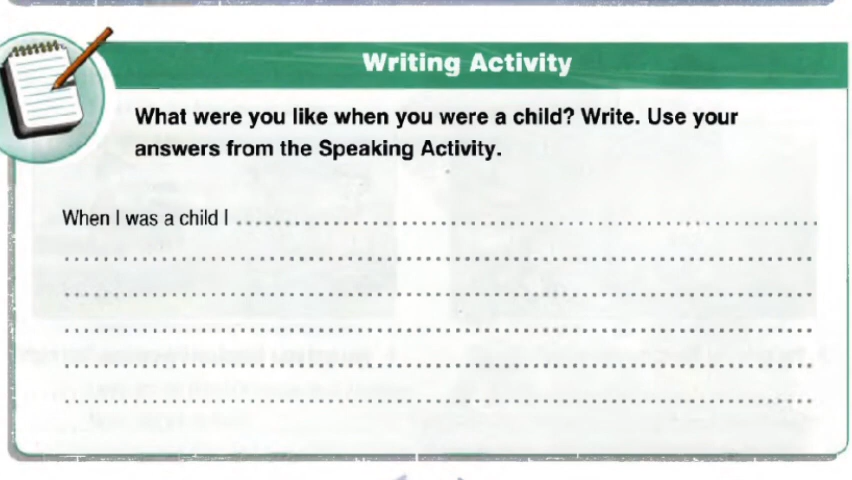 Writing Activity
What were you like when you were a child? Write. Use your
answers from the Speaking Activity.
When I was a child I ..........................................................................